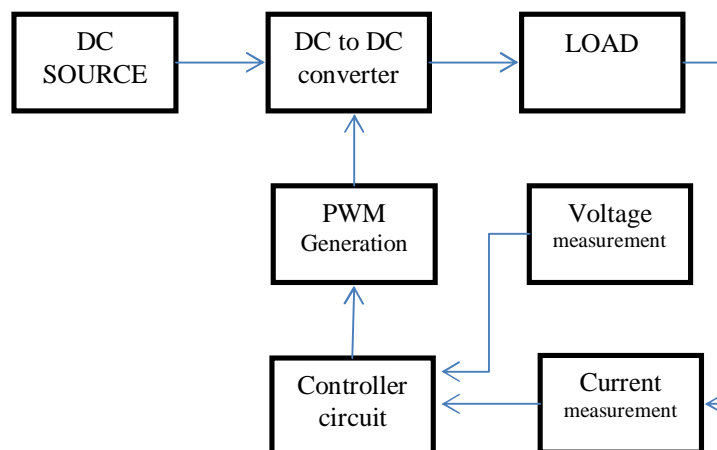 DC
SOURCE
DC to DC
converter
LOAD
PWM
Generation
Voltage
measurement
Controller
circuit
Current
measurement